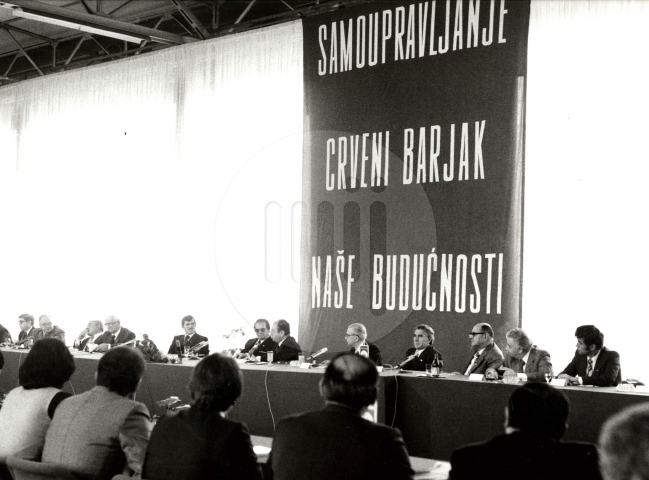 SAMOUPRAVLJANJE
CRVENI BARJAK
NAŠE BUDUĆNOSTI